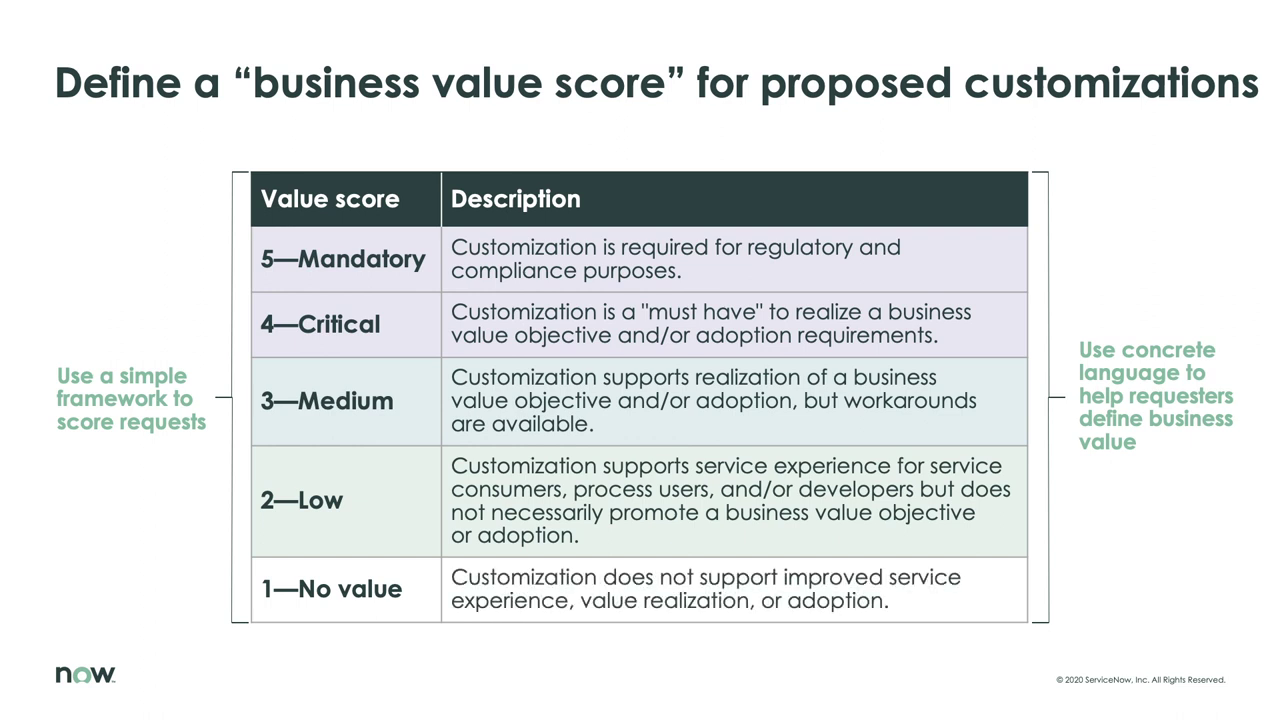 Define a “business value score” for proposed customizations
Value score
Description
5—Mandatory
Customization is required for regulatory and
compliance purposes.
4—Critical
Customization is a "must have" to realize a business
value objective and/or adoption requirements.
3—Medium
Customization supports realization of a business
value objective and/or adoption, but workarounds
are available.
2—Low
Customization supports service experience for service
consumers, process users, and/or developers but does
not necessarily promote a business value objective
or adoption.
1—No value
Customization does not support improved service
experience, value realization, or adoption.
Use a simple
framework to
score requests
Use concrete
language to
help requesters
define business
value
now™
© 2020 ServiceNow, Inc. All Rights Reserved.